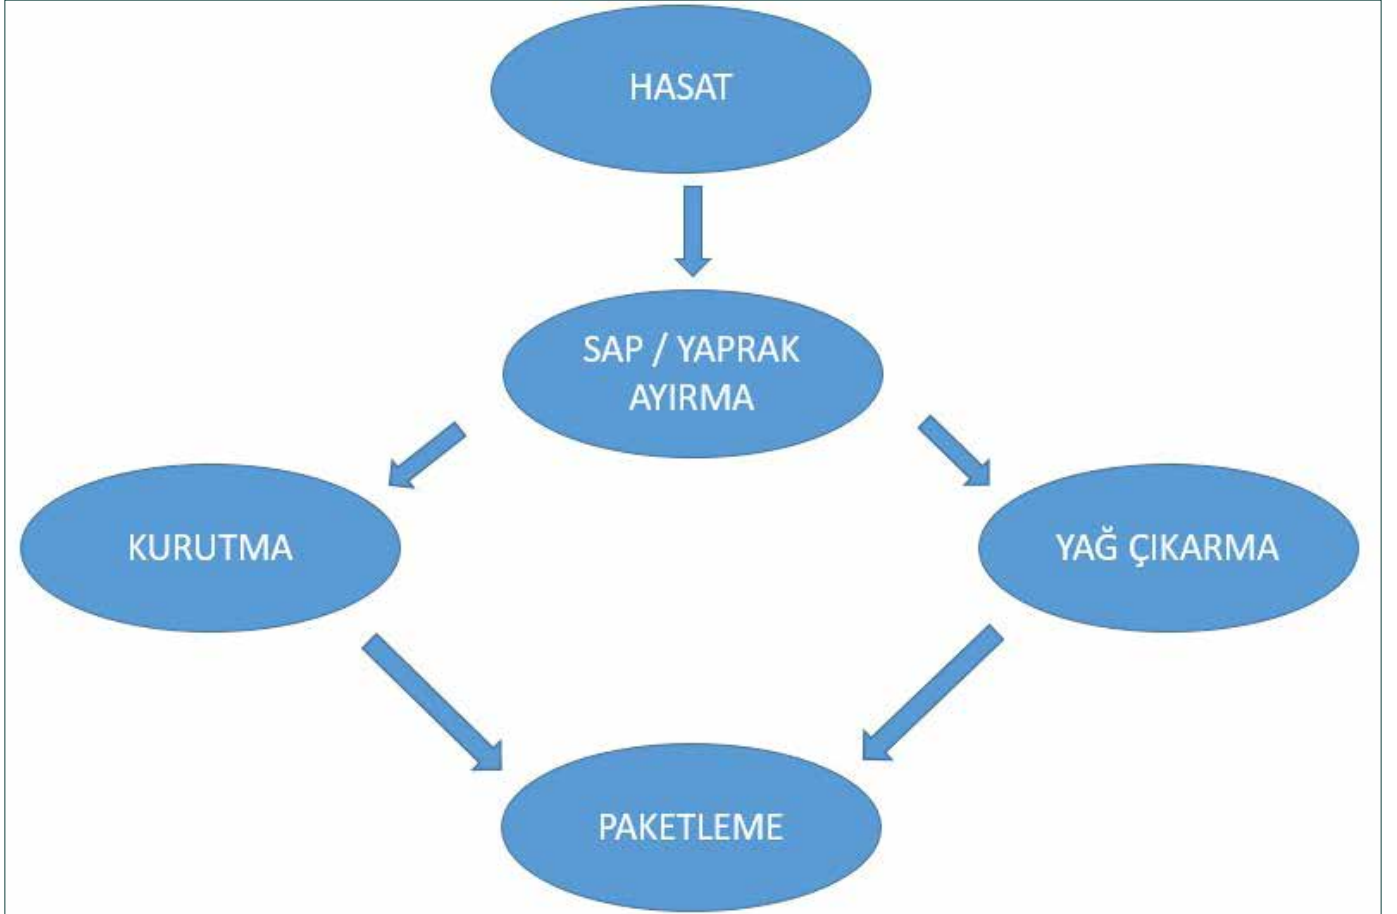 HASAT
SAP / YAPRAK
AYIRMA
KURUTMA
YAĞ ÇIKARMA
PAKETLEME